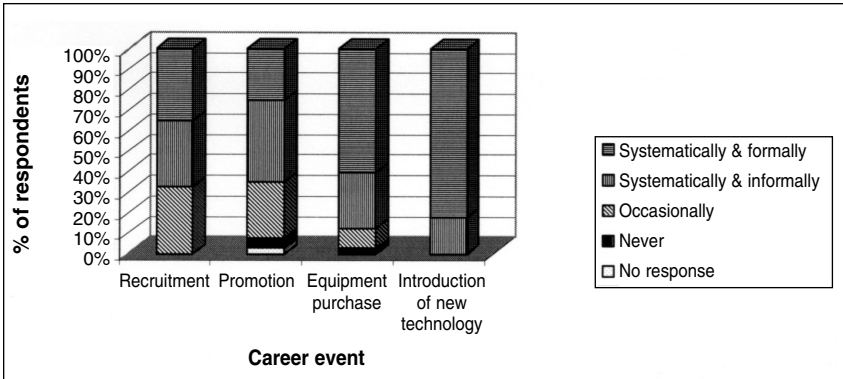 % of respondents
100%
90%
80%
70%
60%
50%
40%
30%
20%
10%
0%
Recruitment
Promotion
Equipment
purchase
Introduction
of new
technology
Career event
Systematically & formally
Systematically & informally
Occasionally
Never
No response